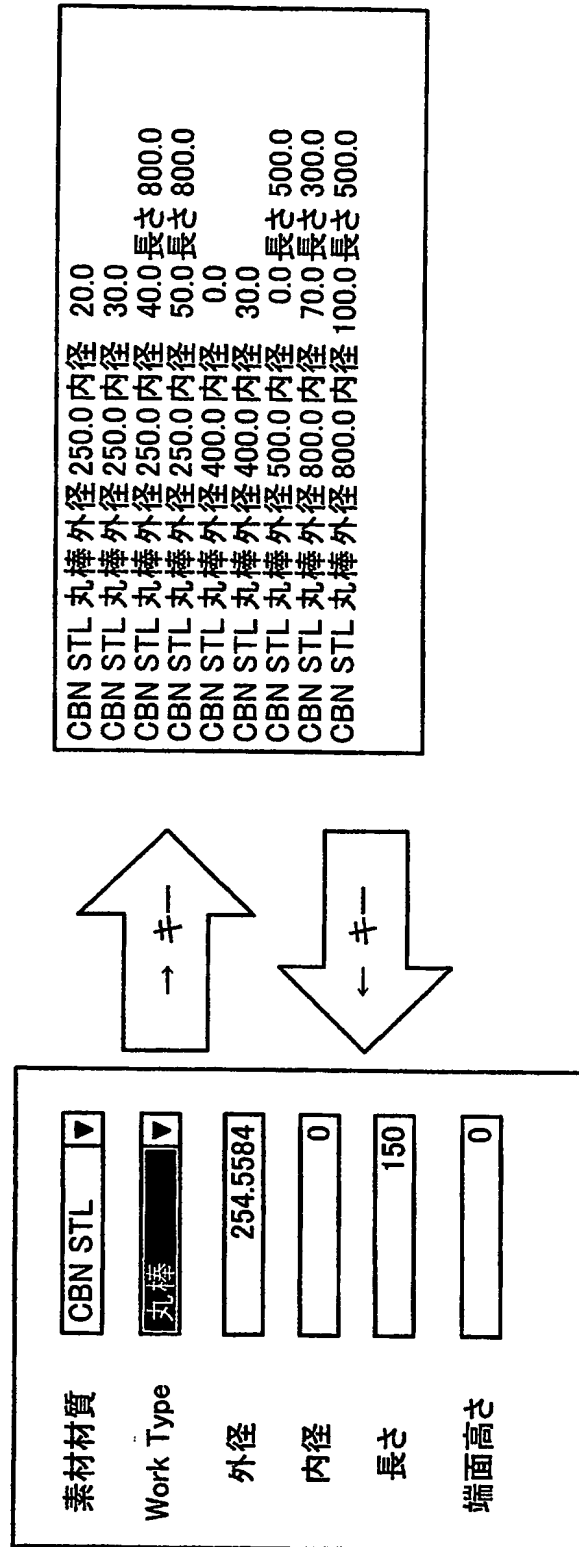 素材材質 CBN STL ▼
Work Type 丸棒 ▼
外径 254.5584
内径 0
長さ 150
端面高さ 0
→ キー
← キー
CBN STL 丸棒 外径 250.0 内径 20.0
CBN STL 丸棒 外径 250.0 内径 30.0
CBN STL 丸棒 外径 250.0 内径 40.0 長さ 800.0
CBN STL 丸棒 外径 250.0 内径 50.0 長さ 800.0
CBN STL 丸棒 外径 400.0 内径 0.0
CBN STL 丸棒 外径 400.0 内径 30.0
CBN STL 丸棒 外径 500.0 内径 0.0 長さ 500.0
CBN STL 丸棒 外径 800.0 内径 70.0 長さ 300.0
CBN STL 丸棒 外径 800.0 内径 100.0 長さ 500.0